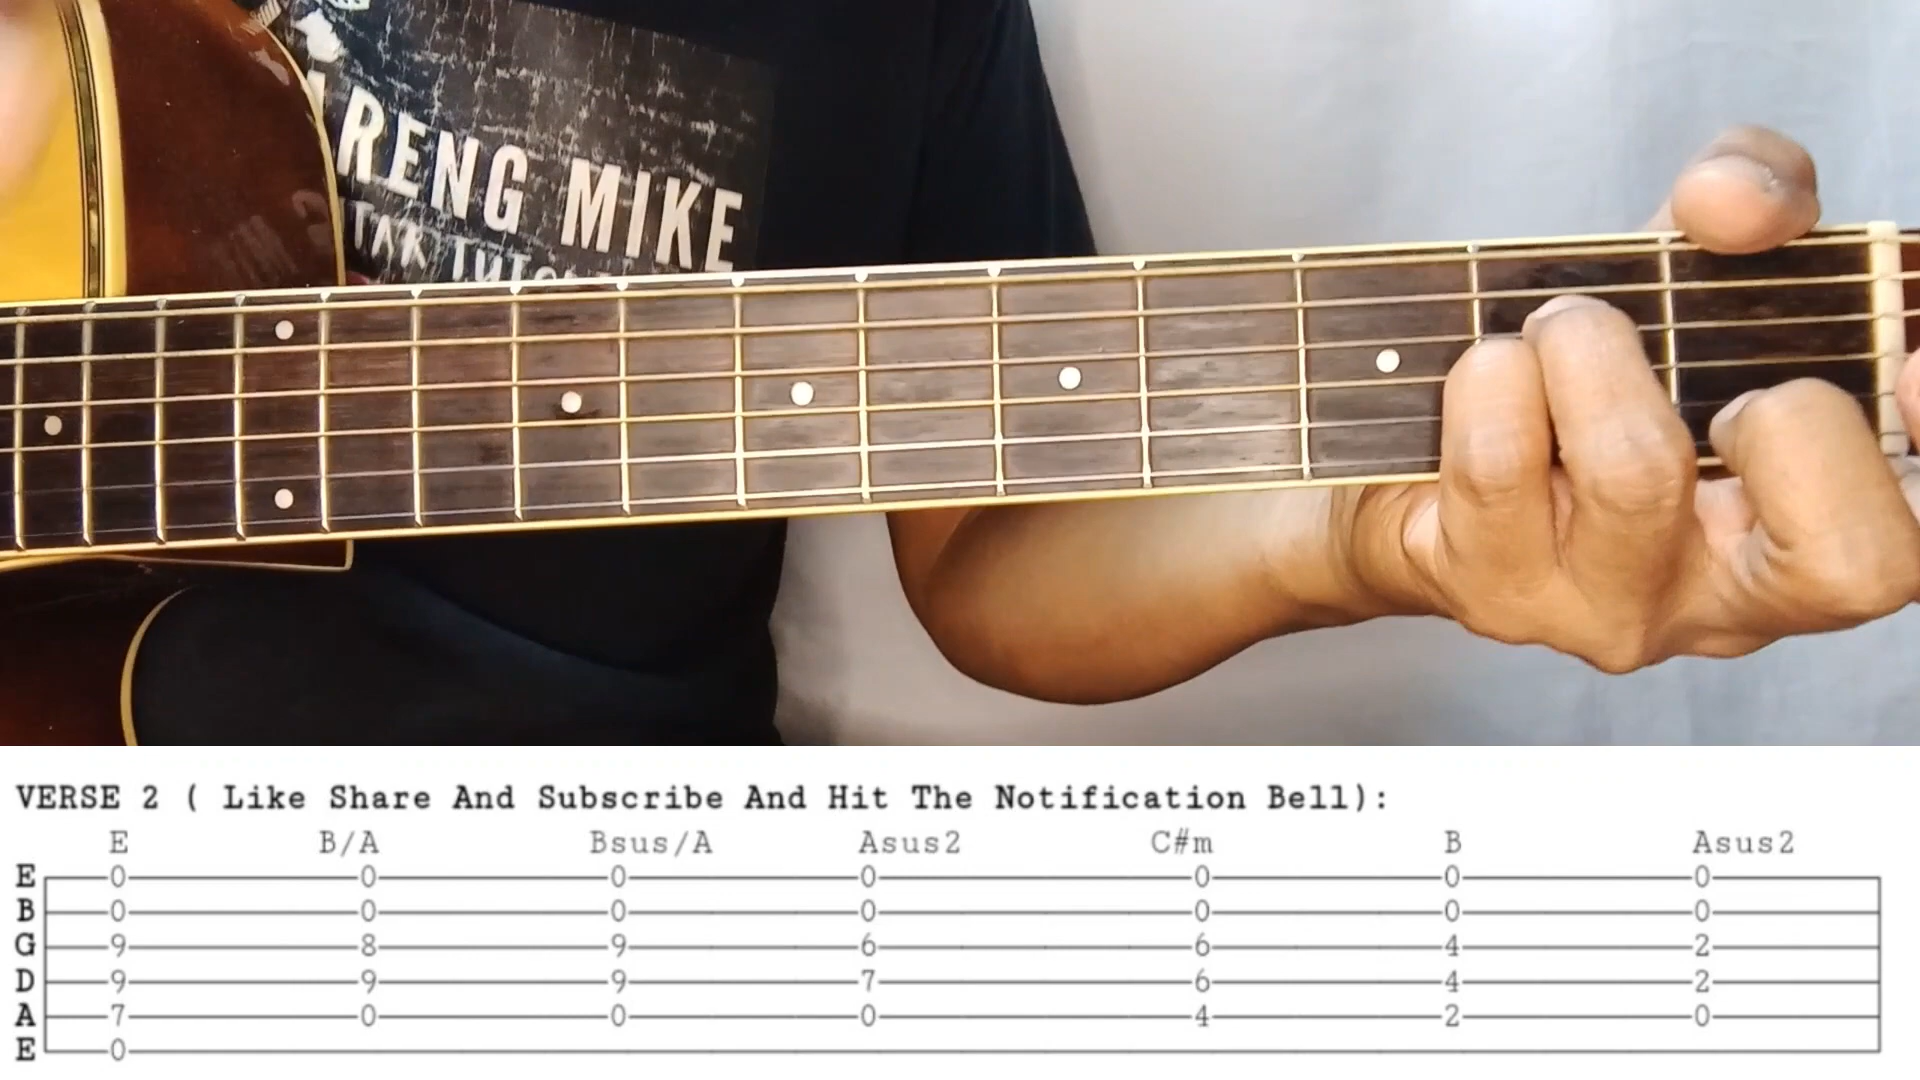 RENG MIKE
VERSE 2 ( Like Share And Subscribe And Hit The Notification Bell):
E B/A Bsus/A Asus2 C#m B Asus2
E 0 0 0 0 0 0 0
B 0 0 0 0 0 0 0
G 9 8 9 6 6 4 2
D 9 9 9 7 6 4 2
A 7 0 0 0 4 2 0
E 0